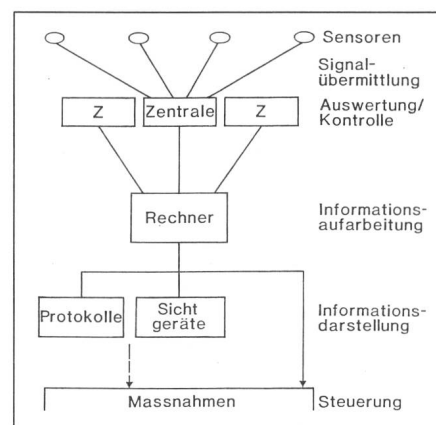 Sensoren
Signal-
übermittlung
Z
Zentrale
Z
Auswertung/
Kontrolle
Rechner
Informations-
aufarbeitung
Protokolle
Sicht
geräte
Informations-
darstellung
Massnahmen
Steuerung